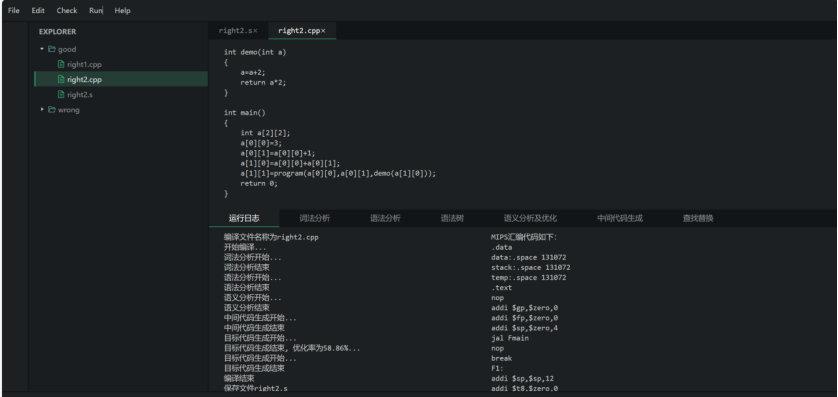 File Edit Check Run Help
EXPLORER
good
right1.cpp
right2.cpp
right2.s
wrong
right2.s×
right2.cpp×
int demo(int a)
{
a=a+2;
return a*2;
}
int main()
{
int a[2][2];
a[0][0]=3;
a[0][1]=a[0][0]+1;
a[1][0]=a[0][0]+a[0][1];
a[1][1]=program(a[0][0],a[0][1],demo(a[1][0]));
return 0;
}
运行日志 词法分析 语法分析 语法树 语义分析及优化 中间代码生成 查找替换
编译文件名称为right2.cpp
开始编译...
词法分析开始...
词法分析结束
语法分析开始...
语法分析结束
语义分析开始...
语义分析结束
中间代码生成开始...
中间代码生成结束
目标代码生成开始...
目标代码生成结束, 优化率为58.86%...
目标代码生成开始...
目标代码生成结束
编译结束
保存文件right2.s
MIPS汇编代码如下:
.data
data:.space 131072
stack:.space 131072
temp:.space 131072
.text
nop
addi $gp,$zero,0
addi $fp,$zero,0
addi $sp,$zero,4
jal Fmain
nop
break
F1:
addi $sp,$sp,12
addi $t8,$zero,0